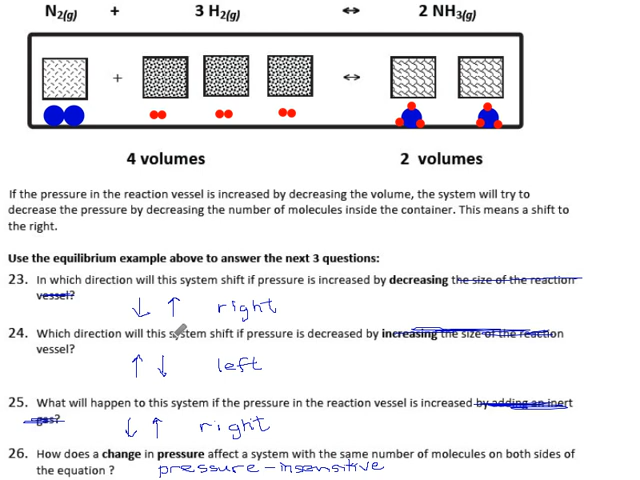 N2(g) + 3 H2(g) ↔ 2 NH3(g)
+ ↔
4 volumes 2 volumes
If the pressure in the reaction vessel is increased by decreasing the volume, the system will try to
decrease the pressure by decreasing the number of molecules inside the container. This means a shift to
the right.
Use the equilibrium example above to answer the next 3 questions:
23. In which direction will this system shift if pressure is increased by decreasing the size of the reaction
vessel?
↓ ↑ right
24. Which direction will this system shift if pressure is decreased by increasing the size of the reaction
vessel?
↑ ↓ left
25. What will happen to this system if the pressure in the reaction vessel is increased by adding an inert
gas?
↓ ↑ right
26. How does a change in pressure affect a system with the same number of molecules on both sides of
the equation ? pressure-insensitive